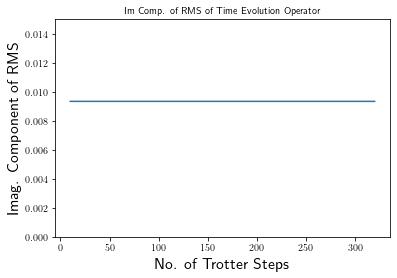 Im Comp. of RMS of Time Evolution Operator
Imag. Component of RMS
0.014
0.012
0.010
0.008
0.006
0.004
0.002
0.000
0 50 100 150 200 250 300
No. of Trotter Steps